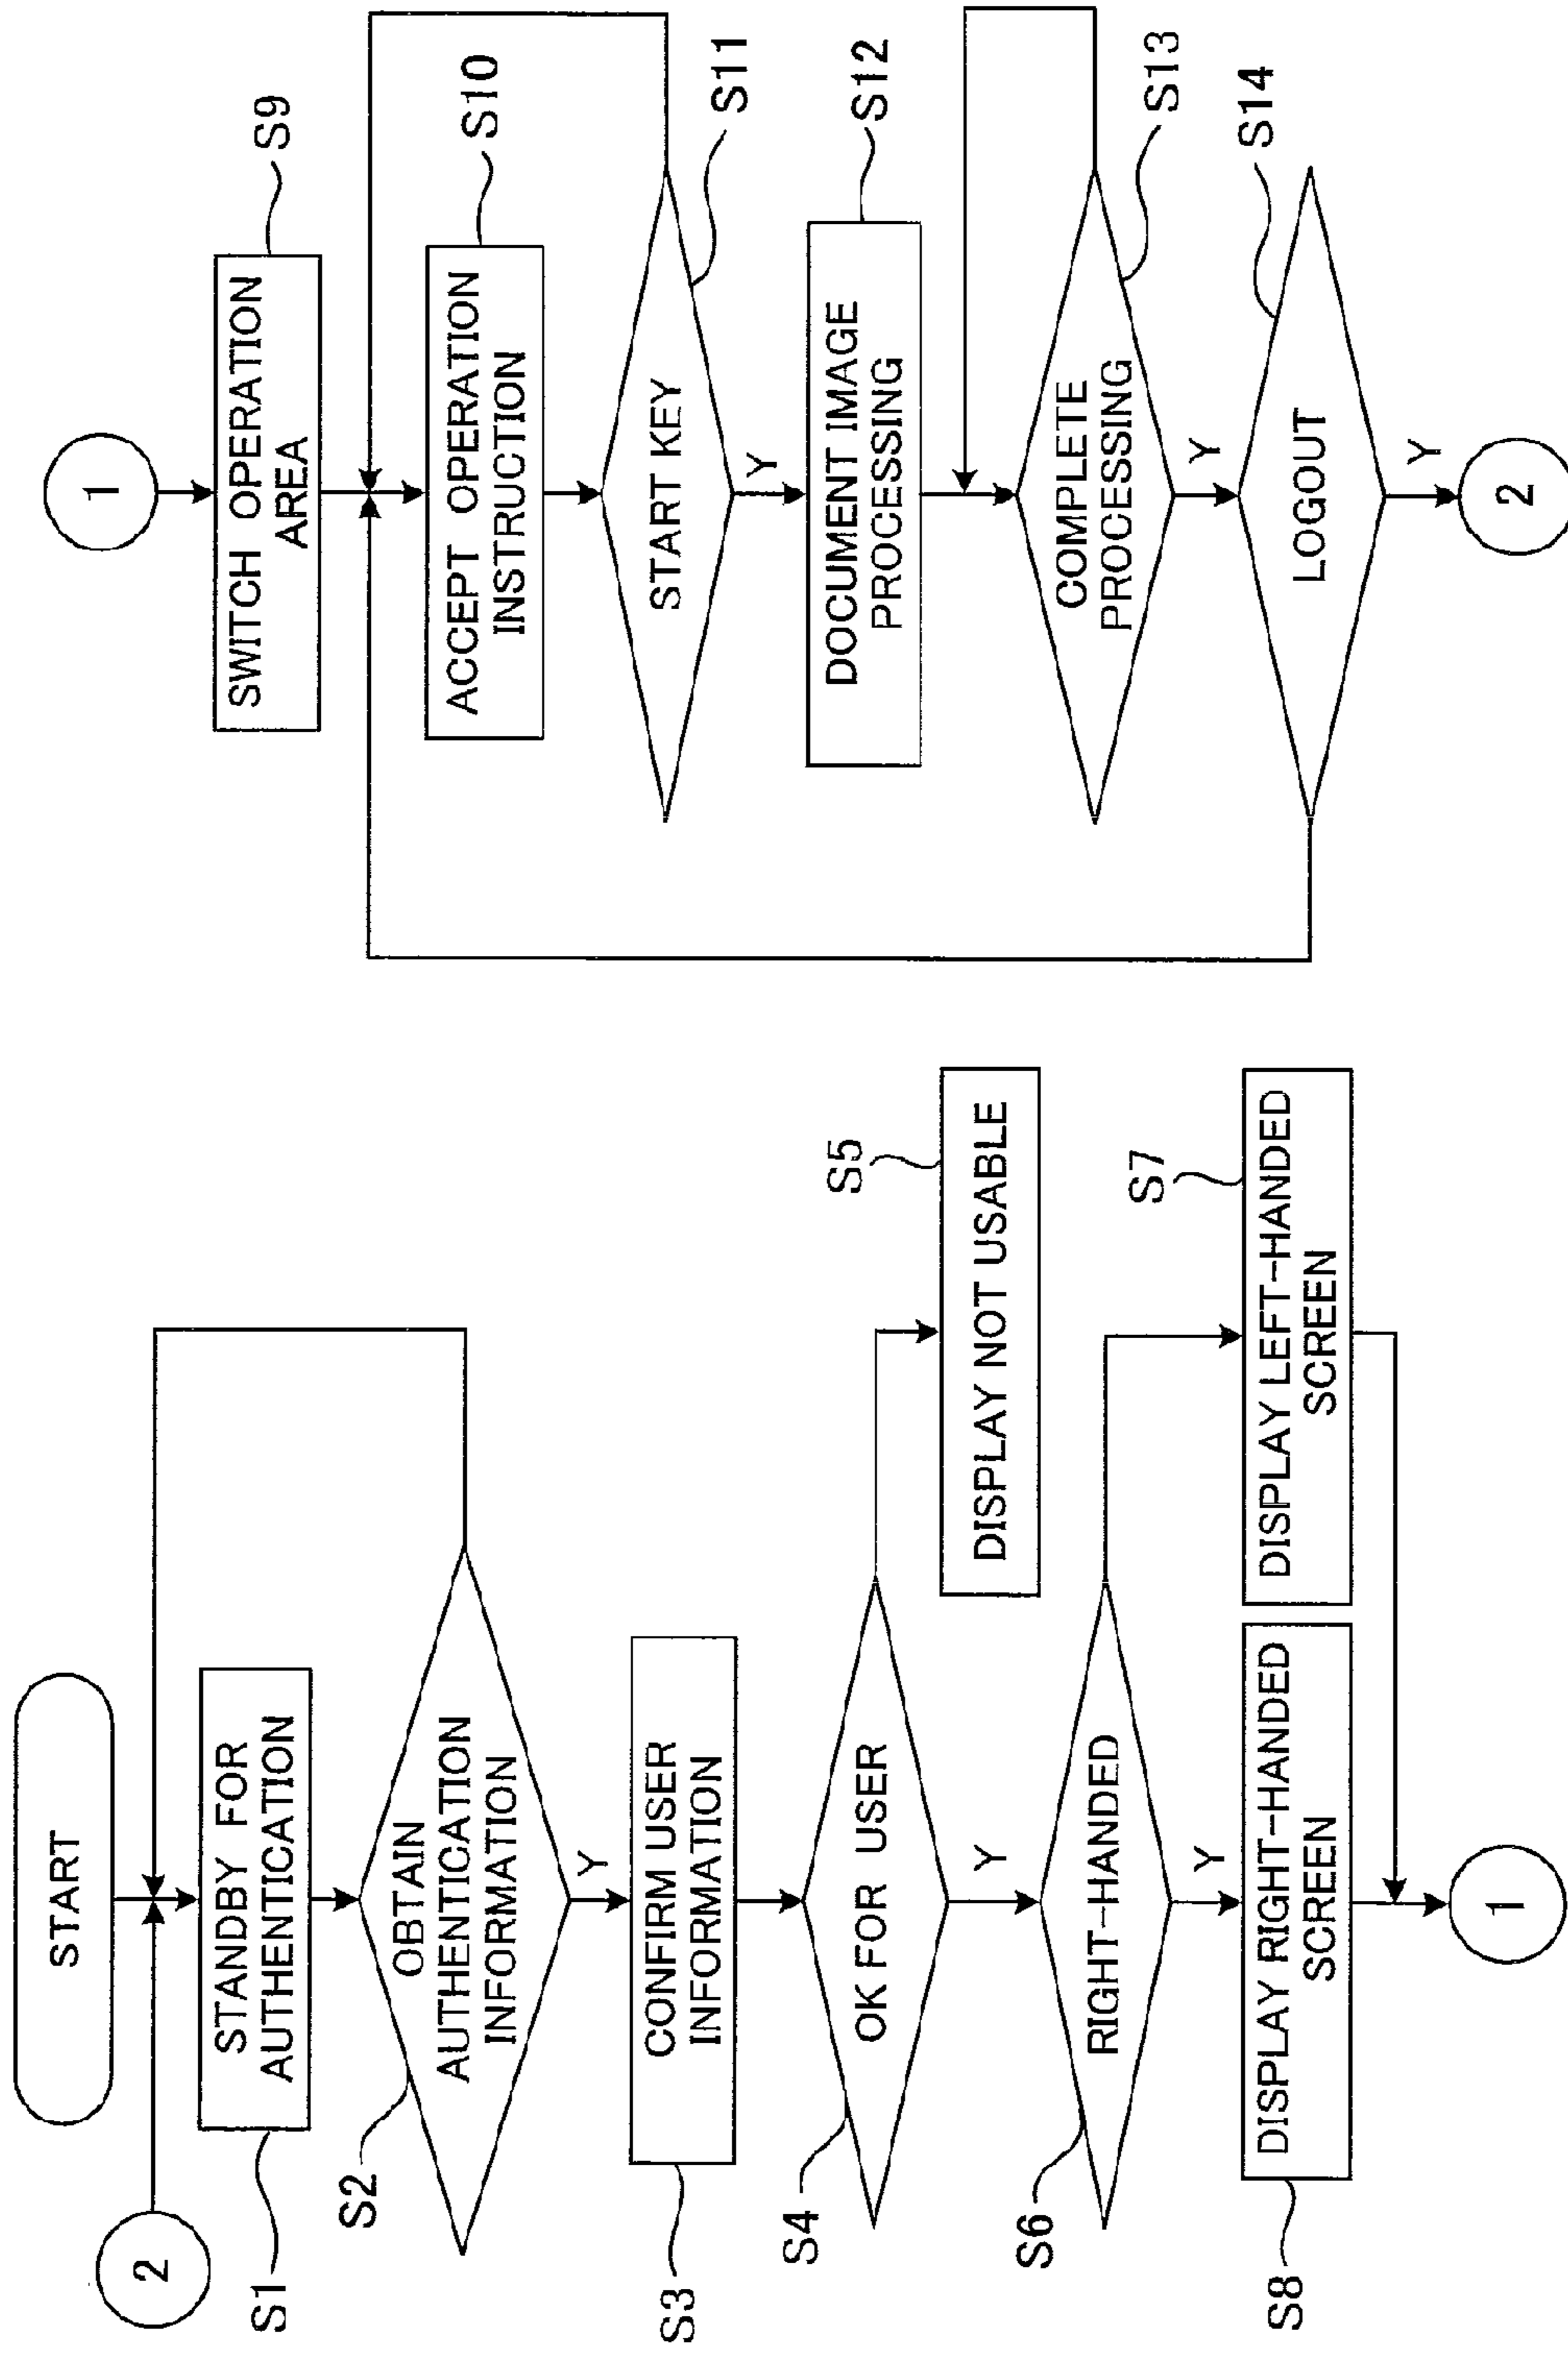 START
2
STANDBY FOR
AUTHENTICATION
S1
OBTAIN
AUTHENTICATION
INFORMATION
S2
Y
CONFIRM USER
INFORMATION
S3
OK FOR USER
S4
Y
DISPLAY NOT USABLE
S5
RIGHT-HANDED
S6
Y
DISPLAY LEFT-HANDED
SCREEN
S7
DISPLAY RIGHT-HANDED
SCREEN
S8
1
1
SWITCH OPERATION
AREA
S9
ACCEPT OPERATION
INSTRUCTION
S10
START KEY
S11
Y
DOCUMENT IMAGE
PROCESSING
S12
COMPLETE
PROCESSING
S13
Y
LOGOUT
S14
Y
2